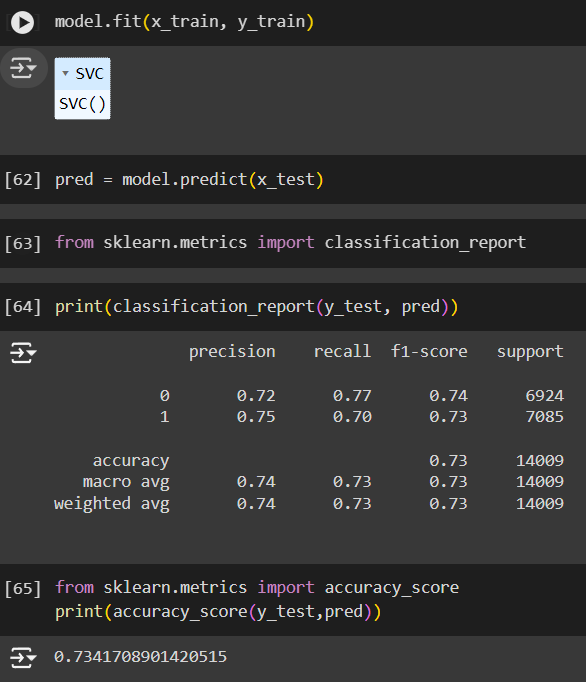 model.fit(x_train, y_train)
SVC
SVC()
[62] pred = model.predict(x_test)
[63] from sklearn.metrics import classification_report
[64] print(classification_report(y_test, pred))
precision recall f1-score support
0 0.72 0.77 0.74 6924
1 0.75 0.70 0.73 7085
accuracy 0.73 14009
macro avg 0.74 0.73 0.73 14009
weighted avg 0.74 0.73 0.73 14009
[65] from sklearn.metrics import accuracy_score
print(accuracy_score(y_test,pred))
0.7341708901420515